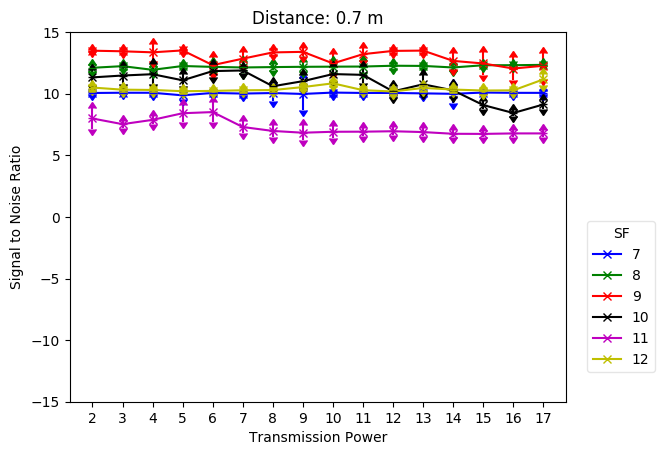 Distance: 0.7 m
15
10
5
0
−5
−10
−15
Signal to Noise Ratio
2 3 4 5 6 7 8 9 10 11 12 13 14 15 16 17
Transmission Power
SF
7
8
9
10
11
12